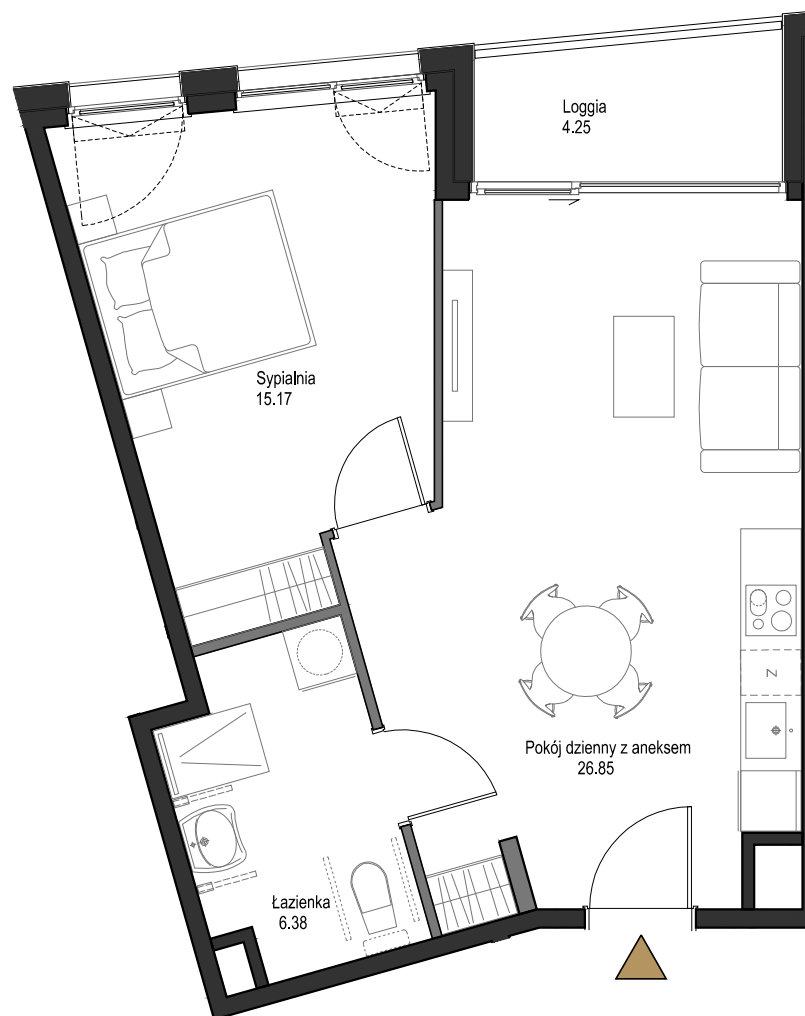 Loggia
4.25
Sypialnia
15.17
Z
Pokój dzienny z aneksem
26.85
Łazienka
6.38